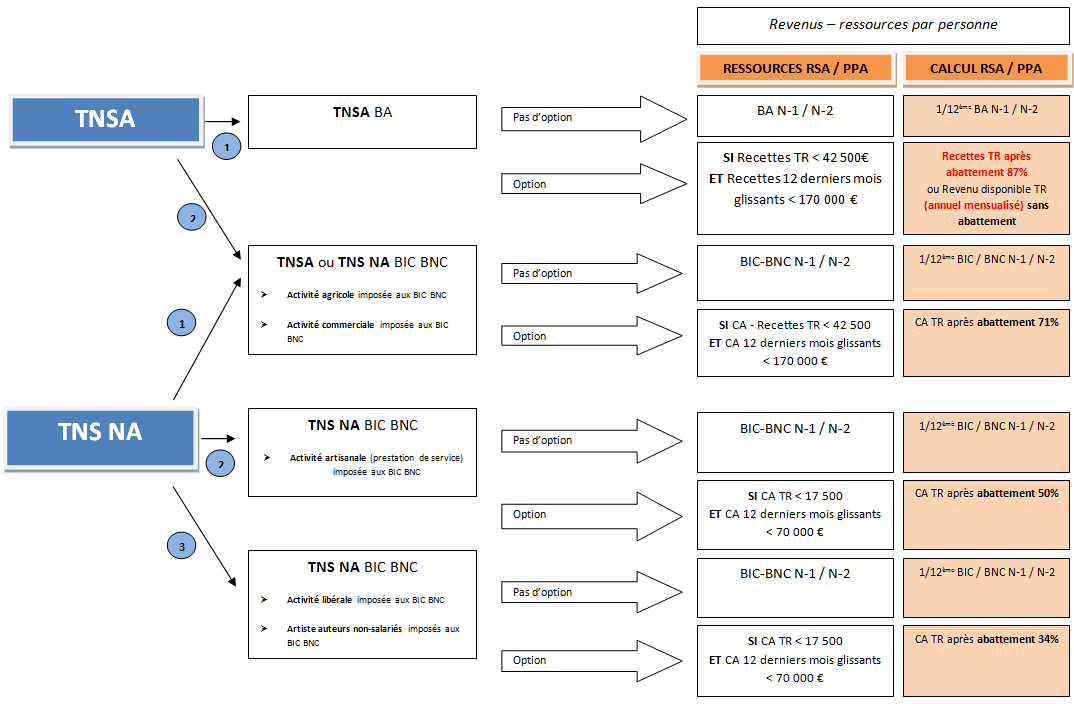 Revenus – ressources par personne
RESSOURCES RSA / PPA
CALCUL RSA / PPA
TNSA
1
TNSA BA
Pas d’option
BA N-1 / N-2
1/12ème BA N-1 / N-2
Option
SI Recettes TR < 42 500€
ET Recettes 12 derniers mois
glissants < 170 000 €
Recettes TR après
abattement 87%
ou Revenu disponible TR
(annuel mensualisé) sans
abattement
2
TNSA ou TNS NA BIC BNC
➢ Activité agricole imposée aux BIC BNC
➢ Activité commerciale imposée aux BIC
BNC
Pas d’option
BIC-BNC N-1 / N-2
1/12ème BIC / BNC N-1 / N-2
1
Option
SI CA - Recettes TR < 42 500
ET CA 12 derniers mois glissants
< 170 000 €
CA TR après abattement 71%
TNS NA
2
TNS NA BIC BNC
➢ Activité artisanale (prestation de service)
imposée aux BIC BNC
Pas d’option
BIC-BNC N-1 / N-2
1/12ème BIC / BNC N-1 / N-2
Option
SI CA TR < 17 500
ET CA 12 derniers mois glissants
< 70 000 €
CA TR après abattement 50%
3
TNS NA BIC BNC
➢ Activité libérale imposée aux BIC BNC
➢ Artiste auteurs non-salariés imposés aux
BIC BNC
Pas d’option
BIC-BNC N-1 / N-2
1/12ème BIC / BNC N-1 / N-2
Option
SI CA TR < 17 500
ET CA 12 derniers mois glissants
< 70 000 €
CA TR après abattement 34%